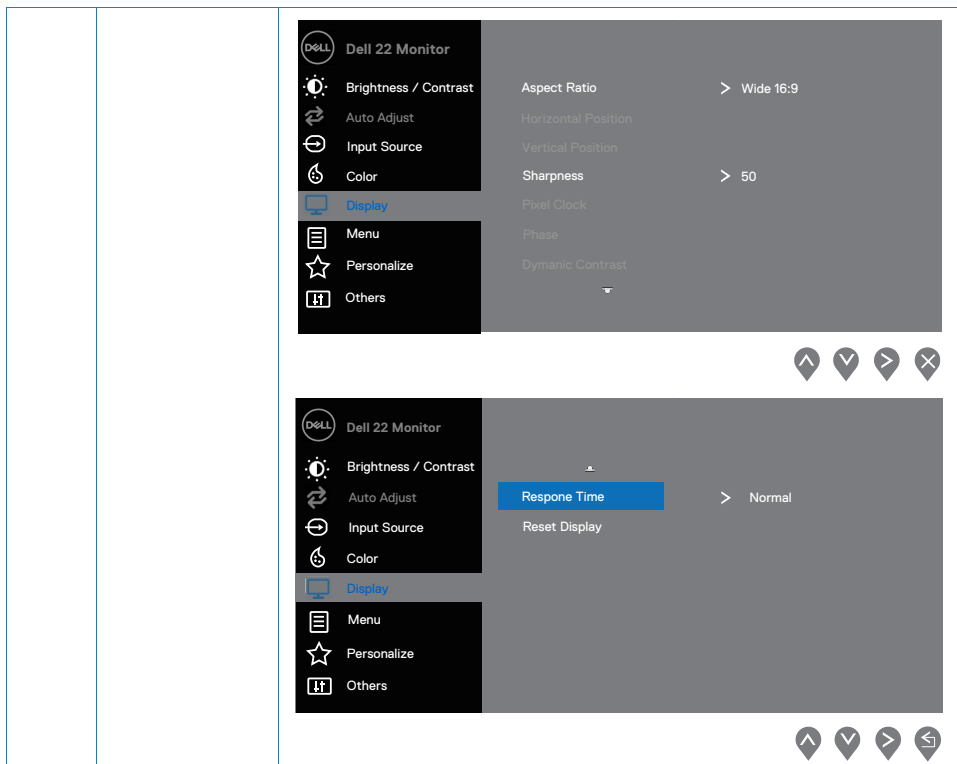 DELL
Dell 22 Monitor
Brightness / Contrast
Aspect Ratio > Wide 16:9
Auto Adjust
Horizontal Position
Input Source
Vertical Position
Color
Sharpness > 50
Display
Pixel Clock
Menu
Phase
Personalize
Dymanic Contrast
Others
DELL
Dell 22 Monitor
Brightness / Contrast
Auto Adjust
Respone Time > Normal
Input Source
Reset Display
Color
Display
Menu
Personalize
Others